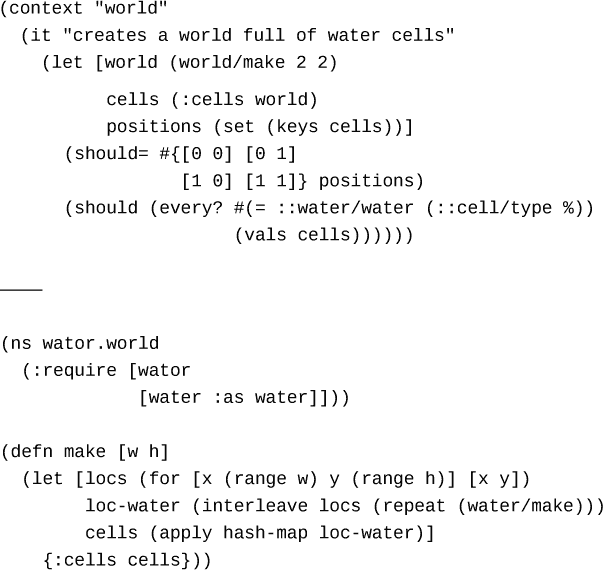 (context "world"
  (it "creates a world full of water cells"
    (let [world (world/make 2 2)
          cells (:cells world)
          positions (set (keys cells))]
      (should= #{[0 0] [0 1]
                 [1 0] [1 1]} positions)
      (should (every? #(= ::water/water (::cell/type %))
                      (vals cells))))))
(ns wator.world
  (:require [wator
             [water :as water]]))
(defn make [w h]
  (let [locs (for [x (range w) y (range h)] [x y])
        loc-water (interleave locs (repeat (water/make)))
        cells (apply hash-map loc-water)]
    {:cells cells}))